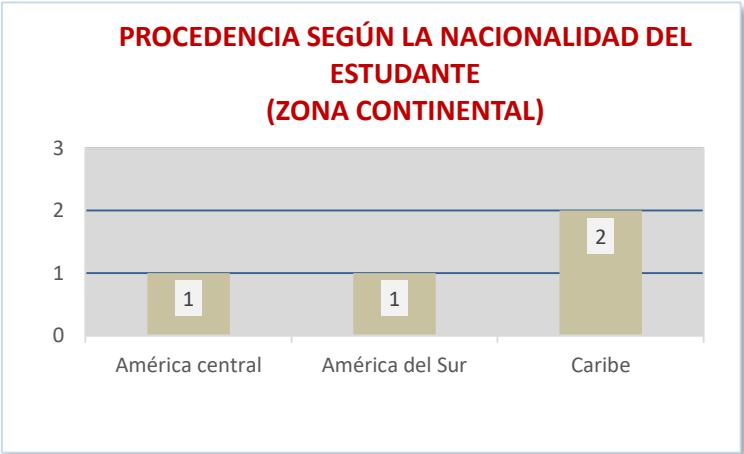 PROCEDENCIA SEGÚN LA NACIONALIDAD DEL
ESTUDANTE
(ZONA CONTINENTAL)
3
2
1
0
2
1
1
América central
América del Sur
Caribe